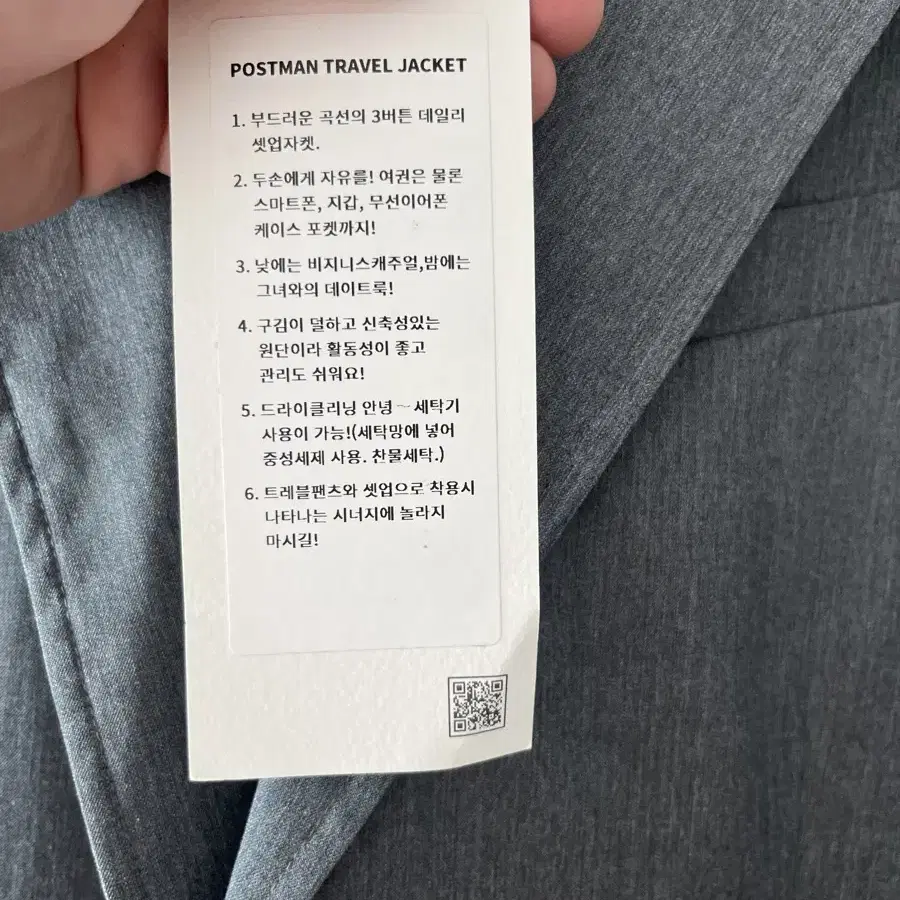 POSTMAN TRAVEL JACKET
1. 부드러운 곡선의 3버튼 데일리
셋업자켓.
2. 두손에게 자유를! 여권은 물론
스마트폰, 지갑, 무선이어폰
케이스 포켓까지!
3. 낮에는 비지니스캐주얼,밤에는
그녀와의 데이트룩!
4. 구김이 덜하고 신축성있는
원단이라 활동성이 좋고
관리도 쉬워요!
5. 드라이클리닝 안녕 ~ 세탁기
사용이 가능!(세탁망에 넣어
중성세제 사용. 찬물세탁.)
6. 트레블팬츠와 셋업으로 착용시
나타나는 시너지에 놀라지
마시길!